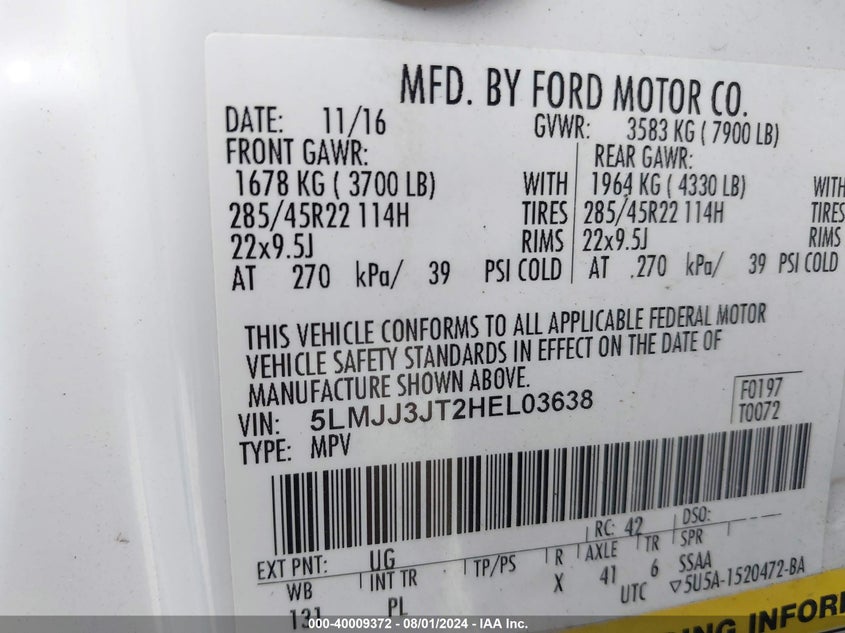 MFD. BY FORD MOTOR CO.
DATE: 11/16 GVWR: 3583 KG ( 7900 LB)
FRONT GAWR: REAR GAWR:
1678 KG ( 3700 LB) WITH 1964 KG ( 4330 LB) WITH
285/45R22 114H TIRES 285/45R22 114H TIRES
22x9.5J RIMS 22x9.5J RIMS
AT 270 kPa/ 39 PSI COLD AT 270 kPa/ 39 PSI COLD
THIS VEHICLE CONFORMS TO ALL APPLICABLE FEDERAL MOTOR
VEHICLE SAFETY STANDARDS IN EFFECT ON THE DATE OF
MANUFACTURE SHOWN ABOVE.
VIN: 5LMJJ3JT2HEL03638 F0197
TYPE: MPV T0072
EXT PNT: UG RC: 42 DSO:
WB INT TR TP/PS R AXLE TR SPR
131 PL X 41 6 SSAA
UTC ▽5U5A-1520472-BA
ING INFOR
000-40009372 - 08/01/2024 - IAA Inc.